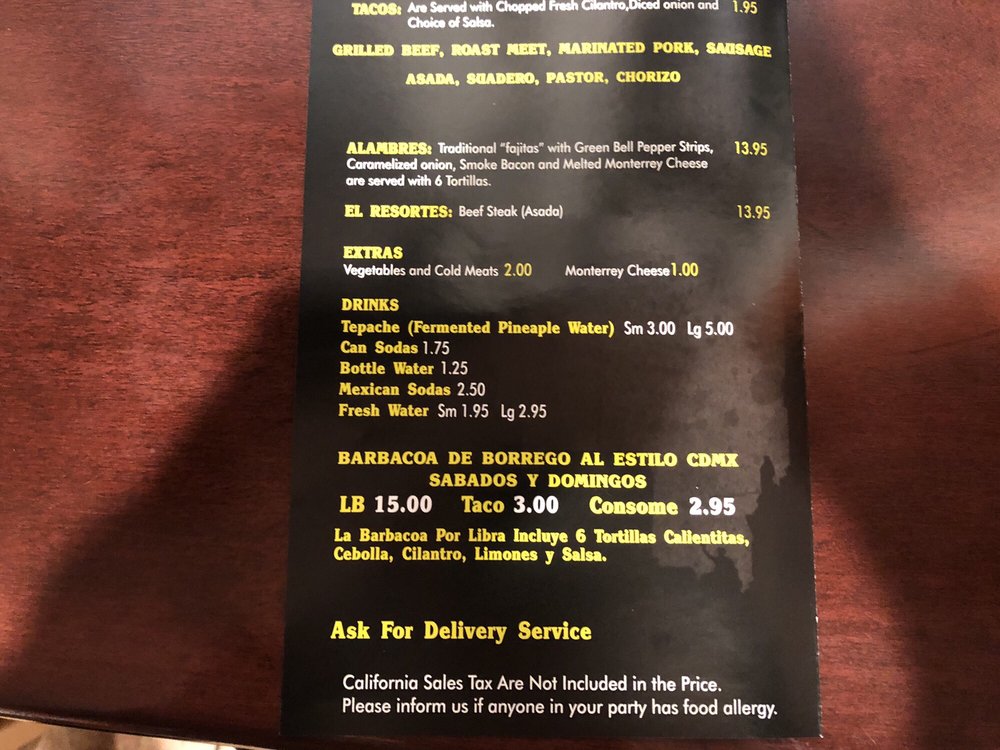 TACOS: Are Served with Chopped Fresh Cilantro,Diced onion and 1.95
Choice of Salsa.
GRILLED BEEF, ROAST MEET, MARINATED PORK, SAUSAGE
ASADA, SUADERO, PASTOR, CHORIZO
ALAMBRES: Traditional "fajitas" with Green Bell Pepper Strips, 13.95
Caramelized onion, Smoke Bacon and Melted Monterrey Cheese
are served with 6 Tortillas.
EL RESORTES: Beef Steak (Asada) 13.95
EXTRAS
Vegetables and Cold Meats 2.00 Monterrey Cheese 1.00
DRINKS
Tepache (Fermented Pineaple Water) Sm 3.00 Lg 5.00
Can Sodas 1.75
Bottle Water 1.25
Mexican Sodas 2.50
Fresh Water Sm 1.95 Lg 2.95
BARBACOA DE BORREGO AL ESTILO CDMX
SABADOS Y DOMINGOS
LB 15.00 Taco 3.00 Consome 2.95
La Barbacoa Por Libra Incluye 6 Tortillas Calientitas,
Cebolla, Cilantro, Limones y Salsa.
Ask For Delivery Service
California Sales Tax Are Not Included in the Price.
Please inform us if anyone in your party has food allergy.